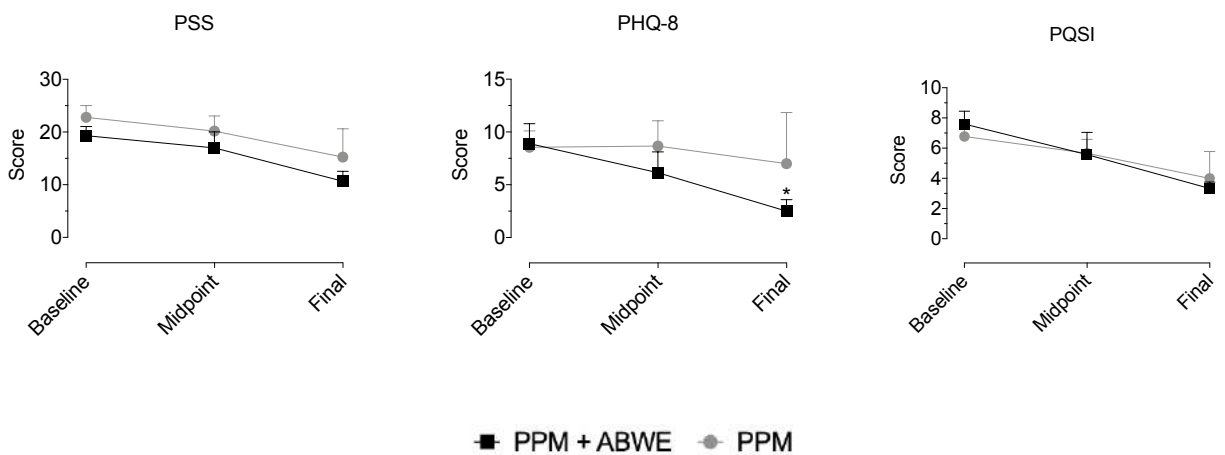 PSS
PHQ-8
PQSI
Score
30
20
10
0
Baseline
Midpoint
Final
Score
15
10
5
0
*
Baseline
Midpoint
Final
Score
10
8
6
4
2
0
Baseline
Midpoint
Final
PPM + ABWE
PPM